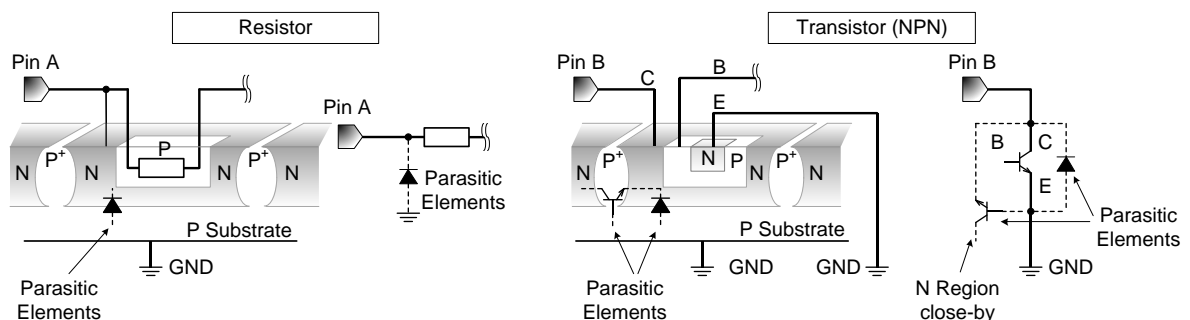 Resistor
Transistor (NPN)
Pin A
Pin A
P
N
P+
N
N
P+
N
Parasitic
Elements
P Substrate
GND
Parasitic
Elements
Pin B
B
C
E
N
P+
N
N
P
N
P+
N
P Substrate
GND
GND
Parasitic
Elements
Pin B
B
C
E
Parasitic
Elements
GND
N Region
close-by